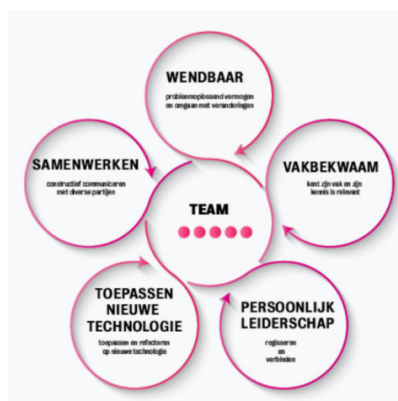 WENDBAAR
probleemoplossend vermogen
en omgaan met veranderingen
SAMENWERKEN
constructief communiceren
met diverse partijen
VAKBEKWAAM
kent zijn vak en zijn
kennis is relevant
TEAM
TOEPASSEN
NIEUWE
TECHNOLOGIE
toepassen en reflecteren
op nieuwe technologie
PERSOONLIJK
LEIDERSCHAP
regisseren
en
verbinden